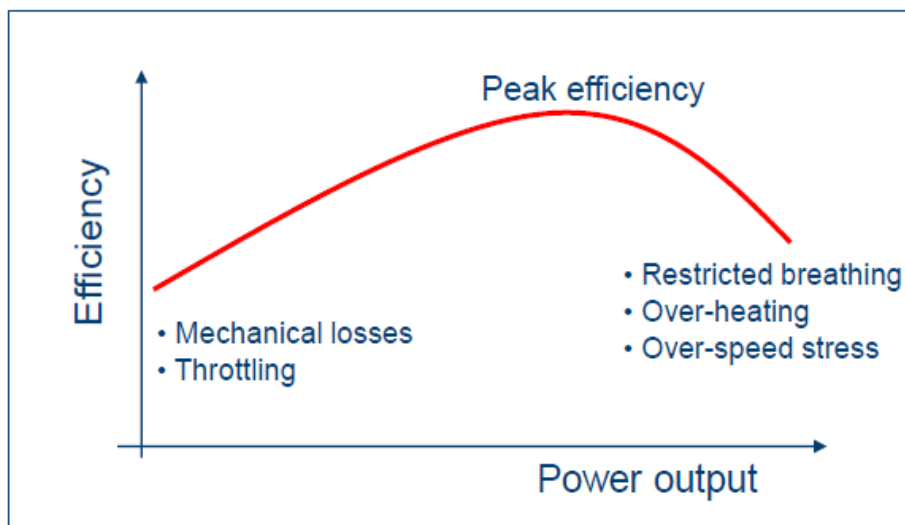 Peak efficiency
Efficiency
• Mechanical losses
• Throttling
• Restricted breathing
• Over-heating
• Over-speed stress
Power output